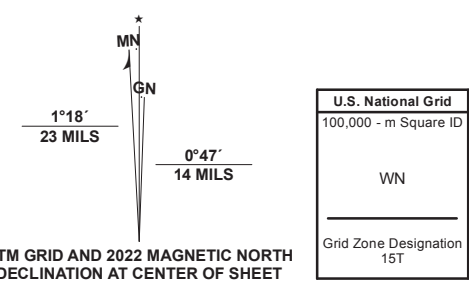 MN
GN
1°18´
23 MILS
0°47´
14 MILS
TM GRID AND 2022 MAGNETIC NORTH
DECLINATION AT CENTER OF SHEET
U.S. National Grid
100,000 - m Square ID
WN
Grid Zone Designation
15T